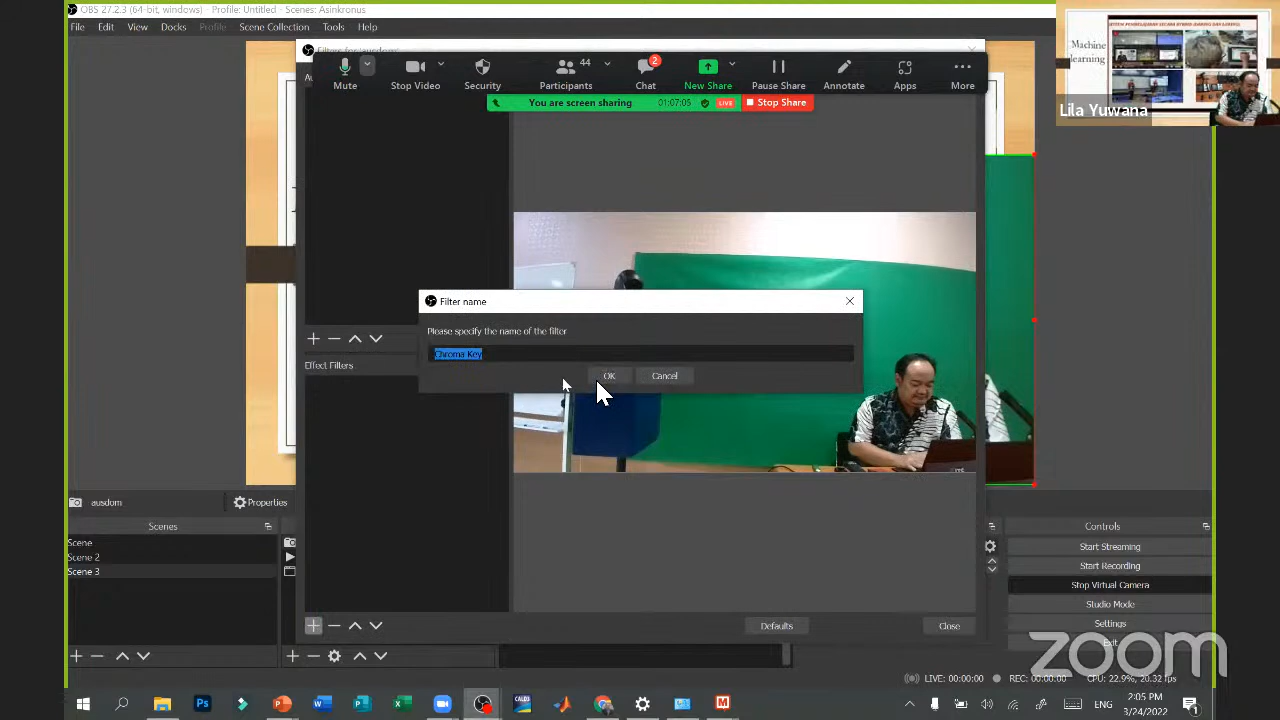 OBS 27.2.3 (64-bit, windows) - Profile: Untitled - Scenes: Asinkronus
File Edit View Docks Profile Scene Collection Tools Help
Filters for 'ausdom'
Mute Stop Video Security Participants 44 Chat 2 New Share Pause Share Annotate Apps More
You are screen sharing 01:07:05 LIVE Stop Share
Machine
learning
Lila Yuwana
Filter name
Please specify the name of the filter
Chroma Key
OK Cancel
Effect Filters
ausdom Properties
Scenes
Scene
Scene 2
Scene 3
Controls
Start Streaming
Start Recording
Stop Virtual Camera
Studio Mode
Settings
Exit
Defaults Close
zoom
LIVE: 00:00:00 REC: 00:00:00 CPU: 22.9%, 20.32 fps
ENG
2:05 PM
3/24/2022
1